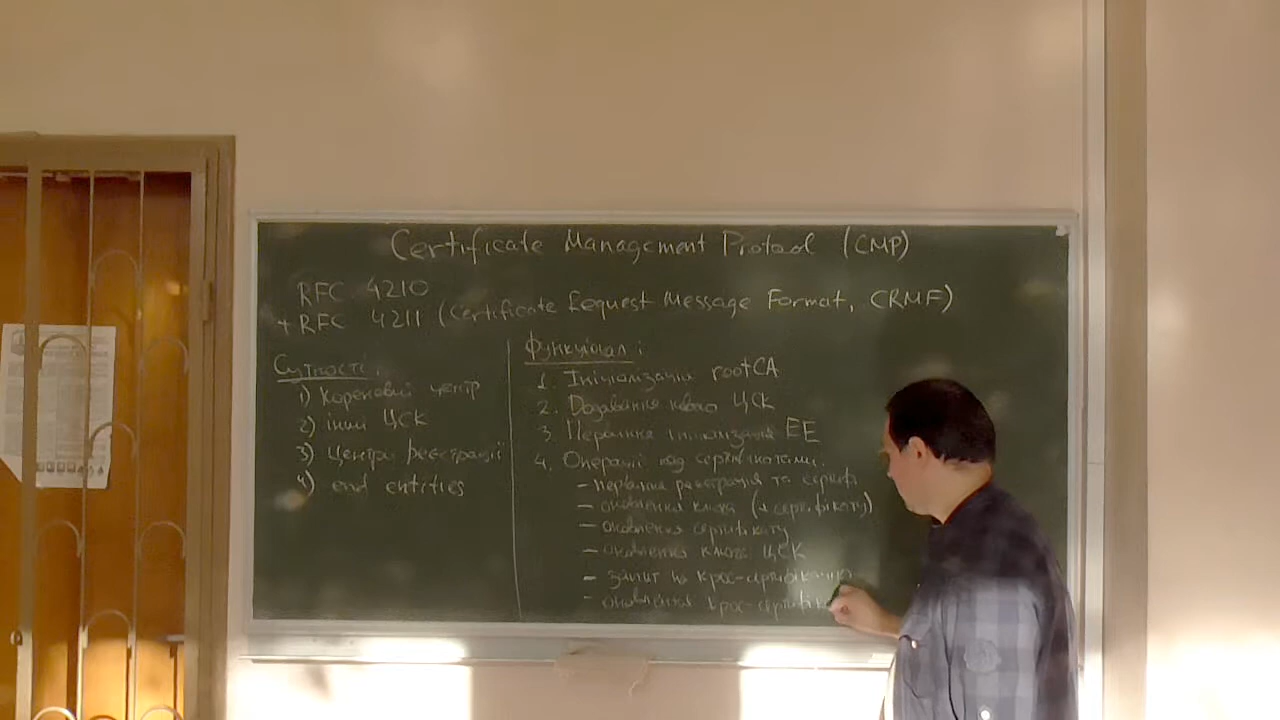 Certificate Management Protocol (CMP)
RFC 4210
+ RFC 4211 (Certificate Request Message Format, CRMF)
Сутності:
1) Кореневий центр
2) інші ЦСК
3) центри реєстрації
4) end entities
Функціонал:
1. Ініціалізація rootCA
2. Додавання нового ЦСК
3. Первинна ініціалізація EE
4. Операції над сертифікатами:
- первинна реєстрація та сертиф.
- оновлення ключа (+ сертифікату)
- оновлення сертифікату
- оновлення ключа ЦСК
- запит на крос-сертифікацію
- оновлення крос-сертифік